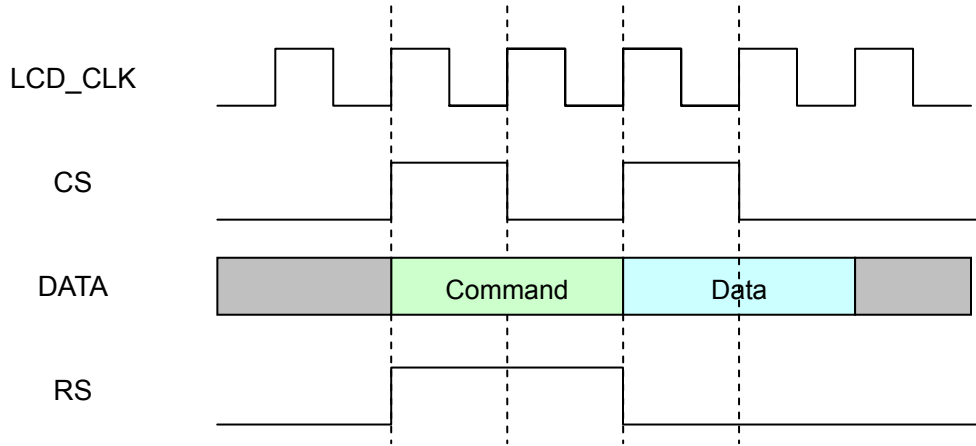 LCD_CLK
CS
DATA
Command
Data
RS